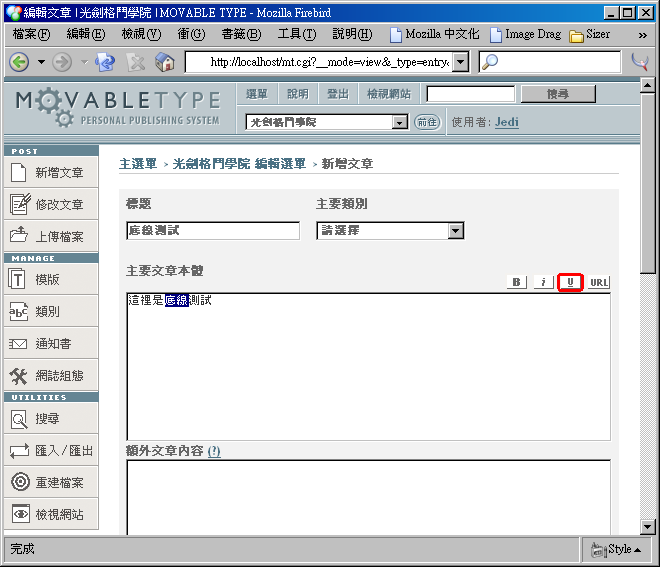 編輯文章 | 光劍格鬥學院 | MOVABLE TYPE - Mozilla Firebird
檔案(F) 編輯(E) 檢視(V) 衝(G) 書籤(B) 工具(T) 說明(H) Mozilla 中文化 Image Drag Sizer »
http://localhost/mt.cgi?__mode=view&_type=entry&
MOVABLETYPE
PERSONAL PUBLISHING SYSTEM
選單 說明 登出 檢視網站 搜尋
光劍格鬥學院 前往 使用者: Jedi
POST
新增文章
修改文章
上傳檔案
MANAGE
模版
類別
通知書
網誌組態
UTILITIES
搜尋
匯入/匯出
重建檔案
檢視網站
主選單 > 光劍格鬥學院 編輯選單 > 新增文章
標題 主要類別
底線測試 請選擇
主要文章本體
B i U URL
這裡是底線測試
額外文章內容 (?)
完成 Style